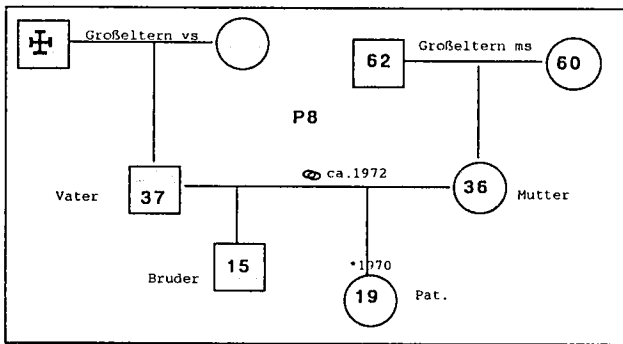 Großeltern vs
Großeltern ms
62
60
P8
ca.1972
Vater
37
36
Mutter
*1970
Bruder
15
19
Pat.